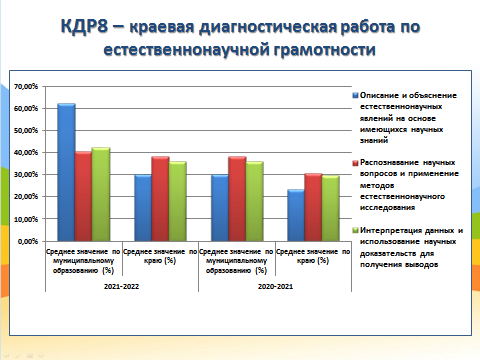 КДР8 – краевая диагностическая работа по
естественнонаучной грамотности
70,00%
60,00%
50,00%
40,00%
30,00%
20,00%
10,00%
0,00%
Среднее значение по муниципальному образованию (%)
Среднее значение по краю (%)
Среднее значение по муниципальному образованию (%)
Среднее значение по краю (%)
2021-2022
2020-2021
Описание и объяснение
естественнонаучных
явлений на основе
имеющихся научных
знаний
Распознавание научных
вопросов и применение
методов
естественнонаучного
исследования
Интерпретация данных и
использование научных
доказательств для
получения выводов